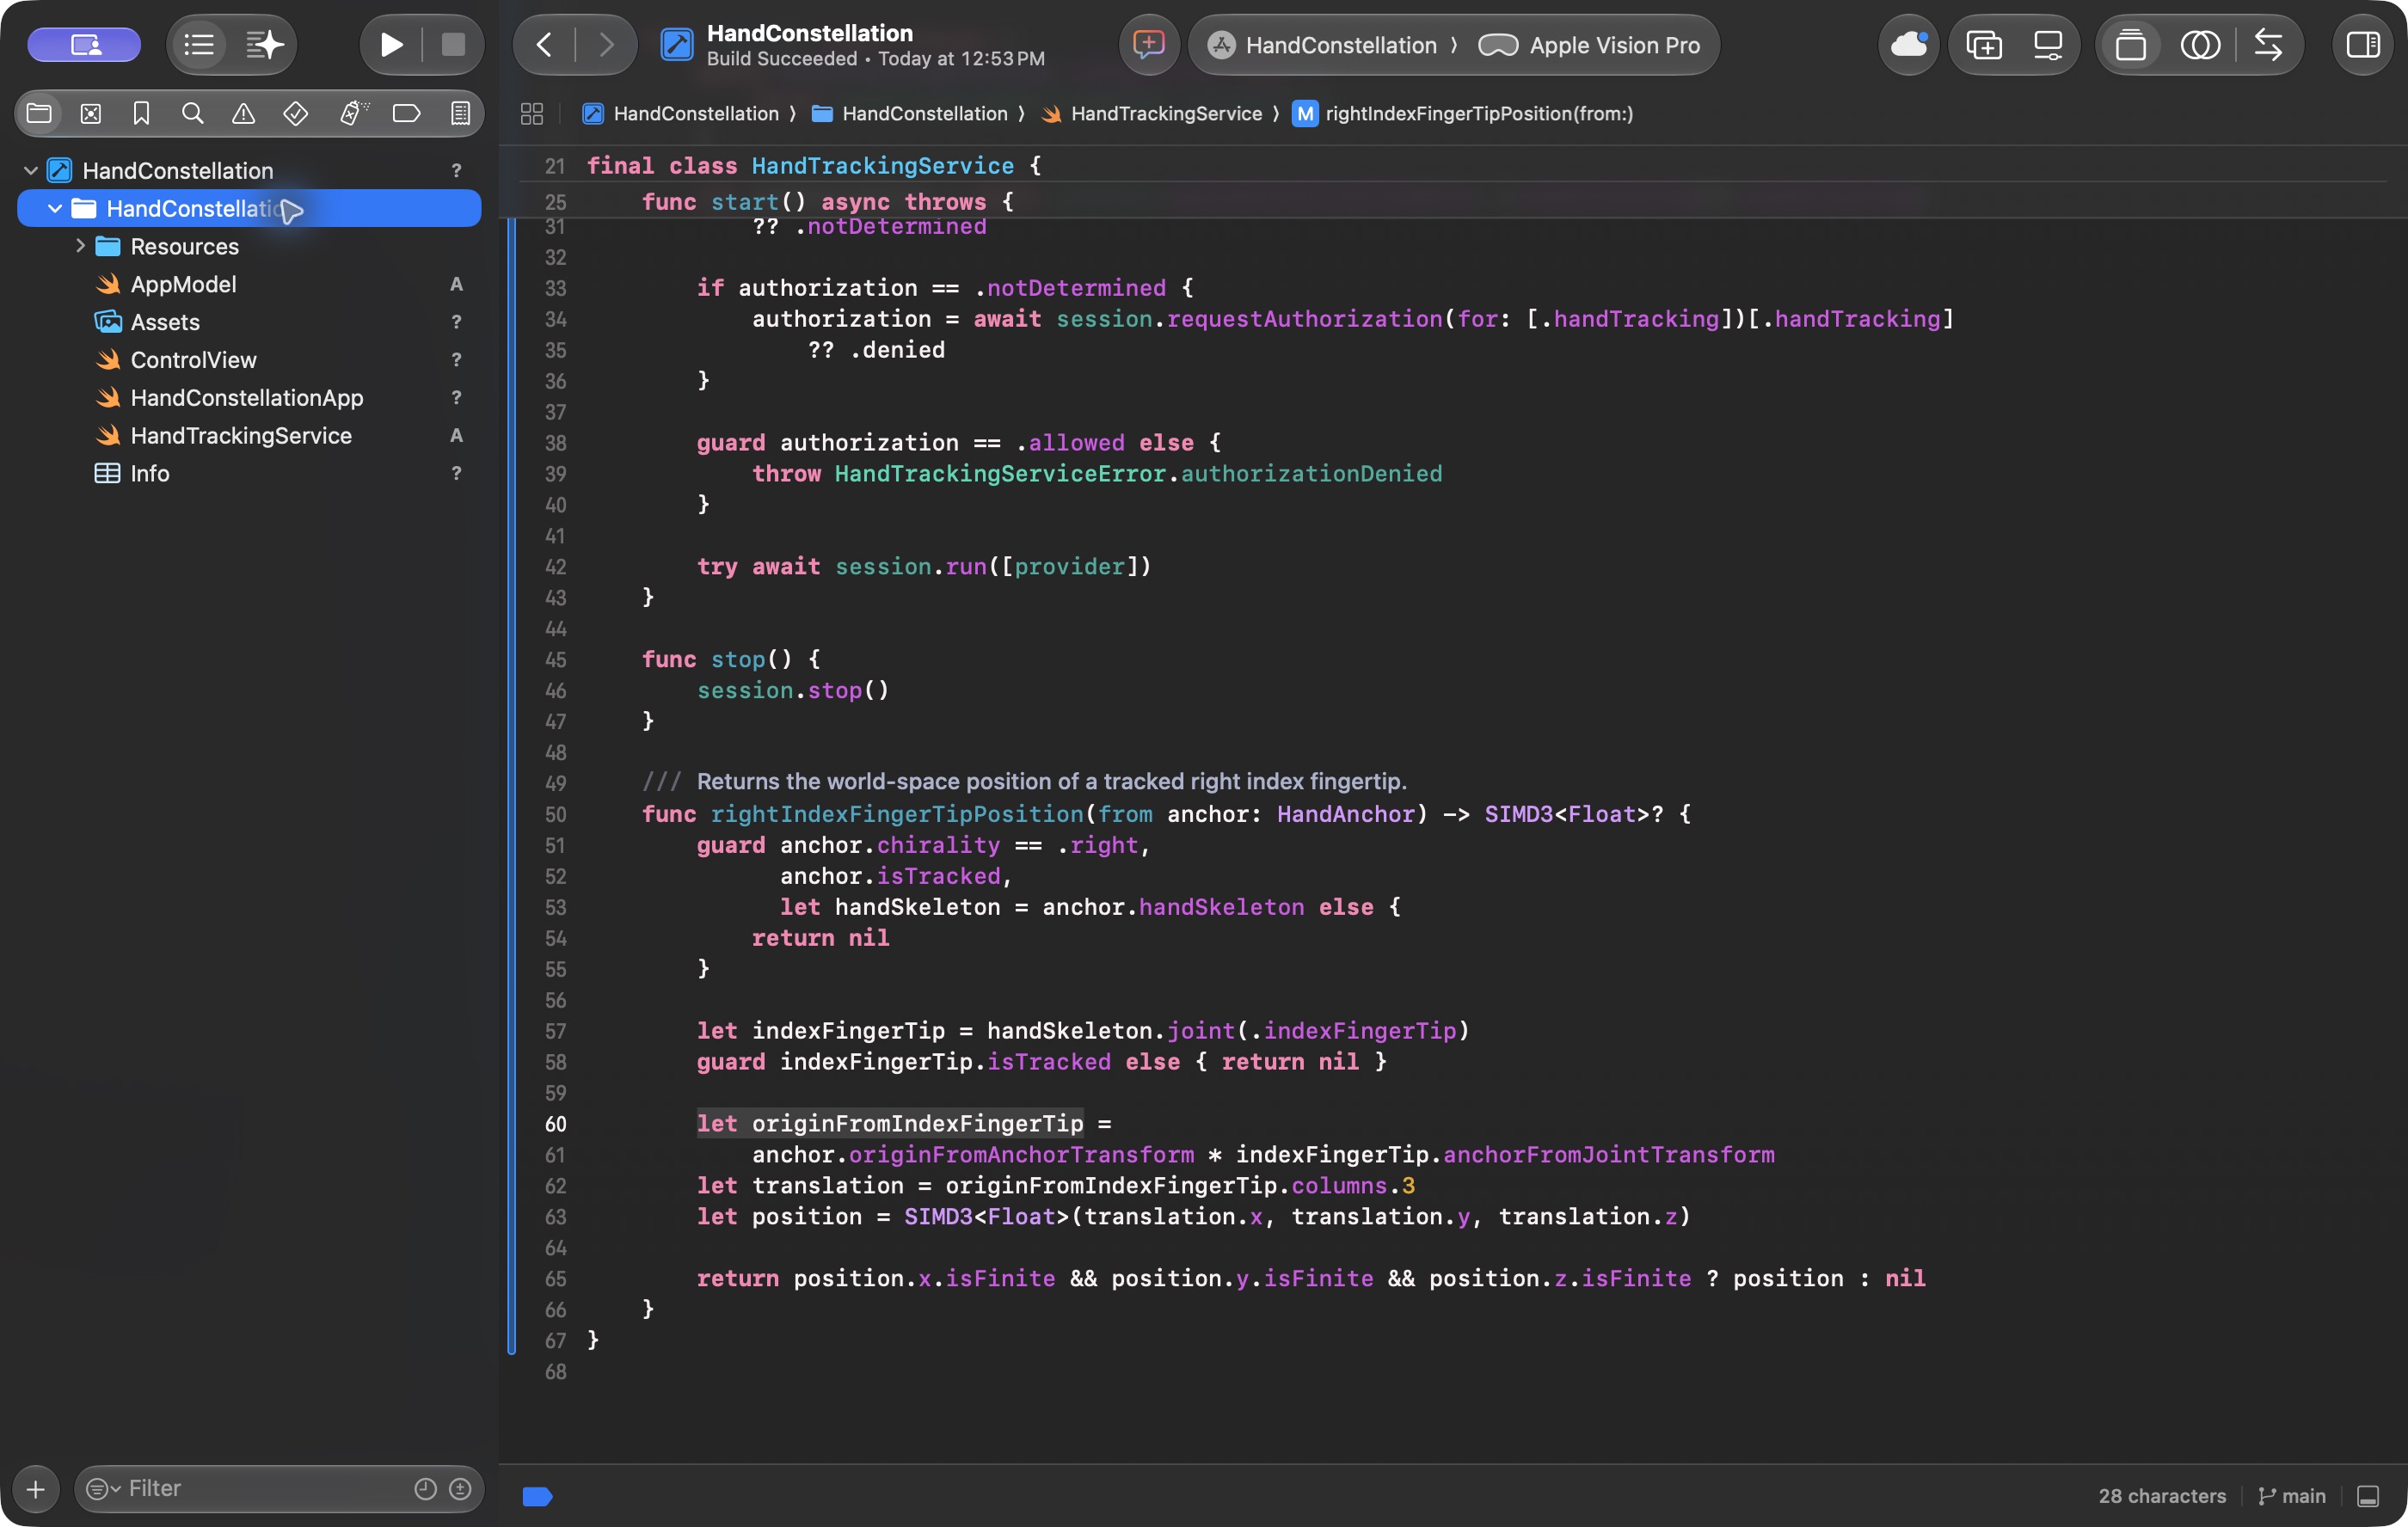 HandConstellation
Build Succeeded • Today at 12:53 PM
HandConstellation ⟩ Apple Vision Pro
HandConstellation ⟩ HandConstellation ⟩ HandTrackingService ⟩ M rightIndexFingerTipPosition(from:)
HandConstellation ?
HandConstellatio
Resources
AppModel A
Assets ?
ControlView ?
HandConstellationApp ?
HandTrackingService A
Info ?
Filter
21 final class HandTrackingService {
25     func start() async throws {
31             ?? .notDetermined
32
33         if authorization == .notDetermined {
34             authorization = await session.requestAuthorization(for: [.handTracking])[.handTracking]
35                 ?? .denied
36         }
37
38         guard authorization == .allowed else {
39             throw HandTrackingServiceError.authorizationDenied
40         }
41
42         try await session.run([provider])
43     }
44
45     func stop() {
46         session.stop()
47     }
48
49     /// Returns the world-space position of a tracked right index fingertip.
50     func rightIndexFingerTipPosition(from anchor: HandAnchor) -> SIMD3<Float>? {
51         guard anchor.chirality == .right,
52               anchor.isTracked,
53               let handSkeleton = anchor.handSkeleton else {
54             return nil
55         }
56
57         let indexFingerTip = handSkeleton.joint(.indexFingerTip)
58         guard indexFingerTip.isTracked else { return nil }
59
60         let originFromIndexFingerTip =
61             anchor.originFromAnchorTransform * indexFingerTip.anchorFromJointTransform
62         let translation = originFromIndexFingerTip.columns.3
63         let position = SIMD3<Float>(translation.x, translation.y, translation.z)
64
65         return position.x.isFinite && position.y.isFinite && position.z.isFinite ? position : nil
66     }
67 }
68
28 characters
main